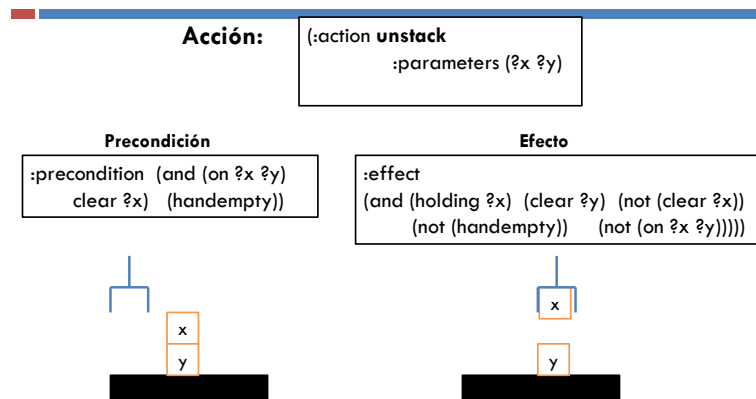 Acción:
(:action unstack
:parameters (?x ?y)
Precondición
:precondition (and (on ?x ?y)
clear ?x) (handempty))
Efecto
:effect
(and (holding ?x) (clear ?y) (not (clear ?x))
(not (handempty)) (not (on ?x ?y)))))
x
y
x
y